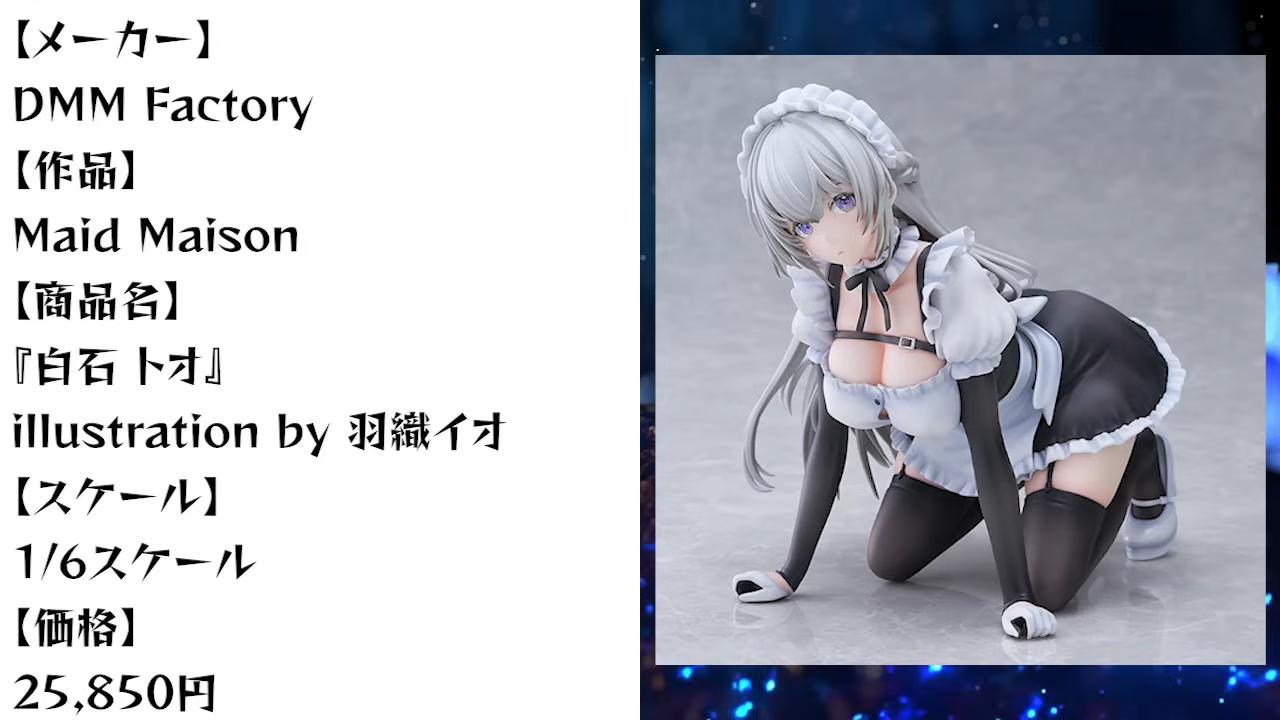 【メーカー】
DMM Factory
【作品】
Maid Maison
【商品名】
『白石 トオ』
illustration by 羽織イオ
【スケール】
1/6スケール
【価格】
25,850円